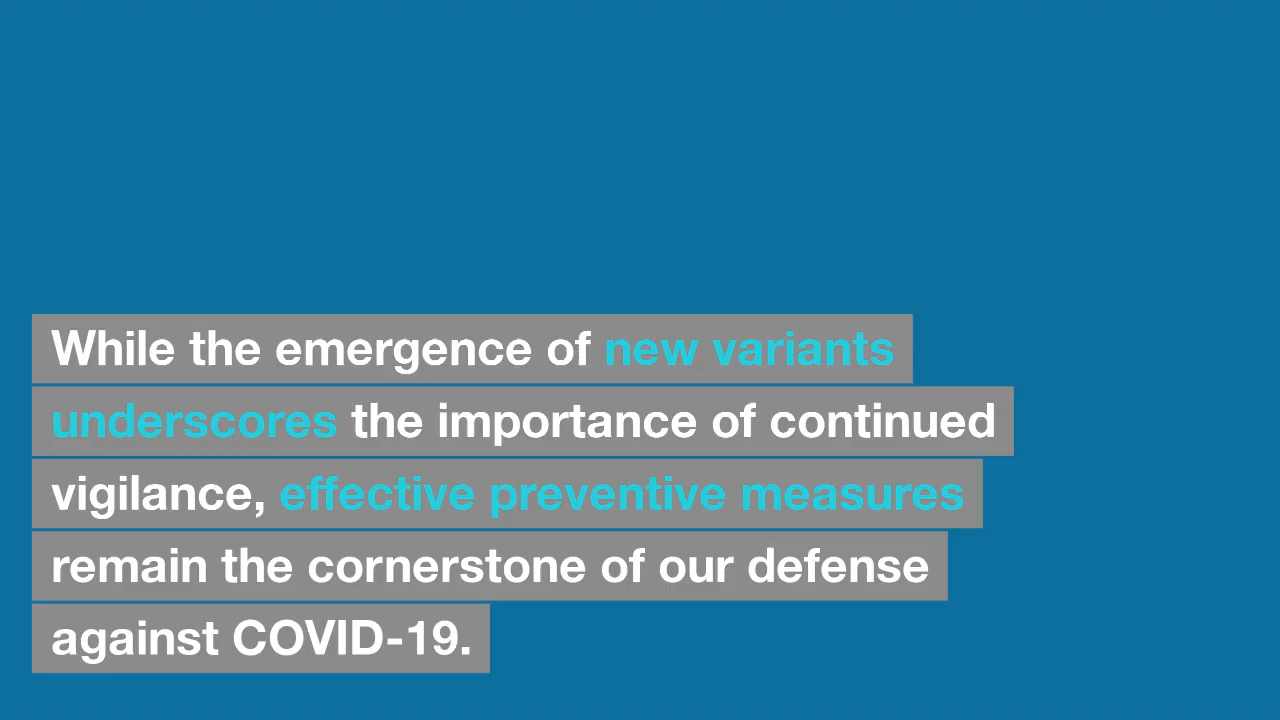 While the emergence of new variants
underscores the importance of continued
vigilance, effective preventive measures
remain the cornerstone of our defense
against COVID-19.